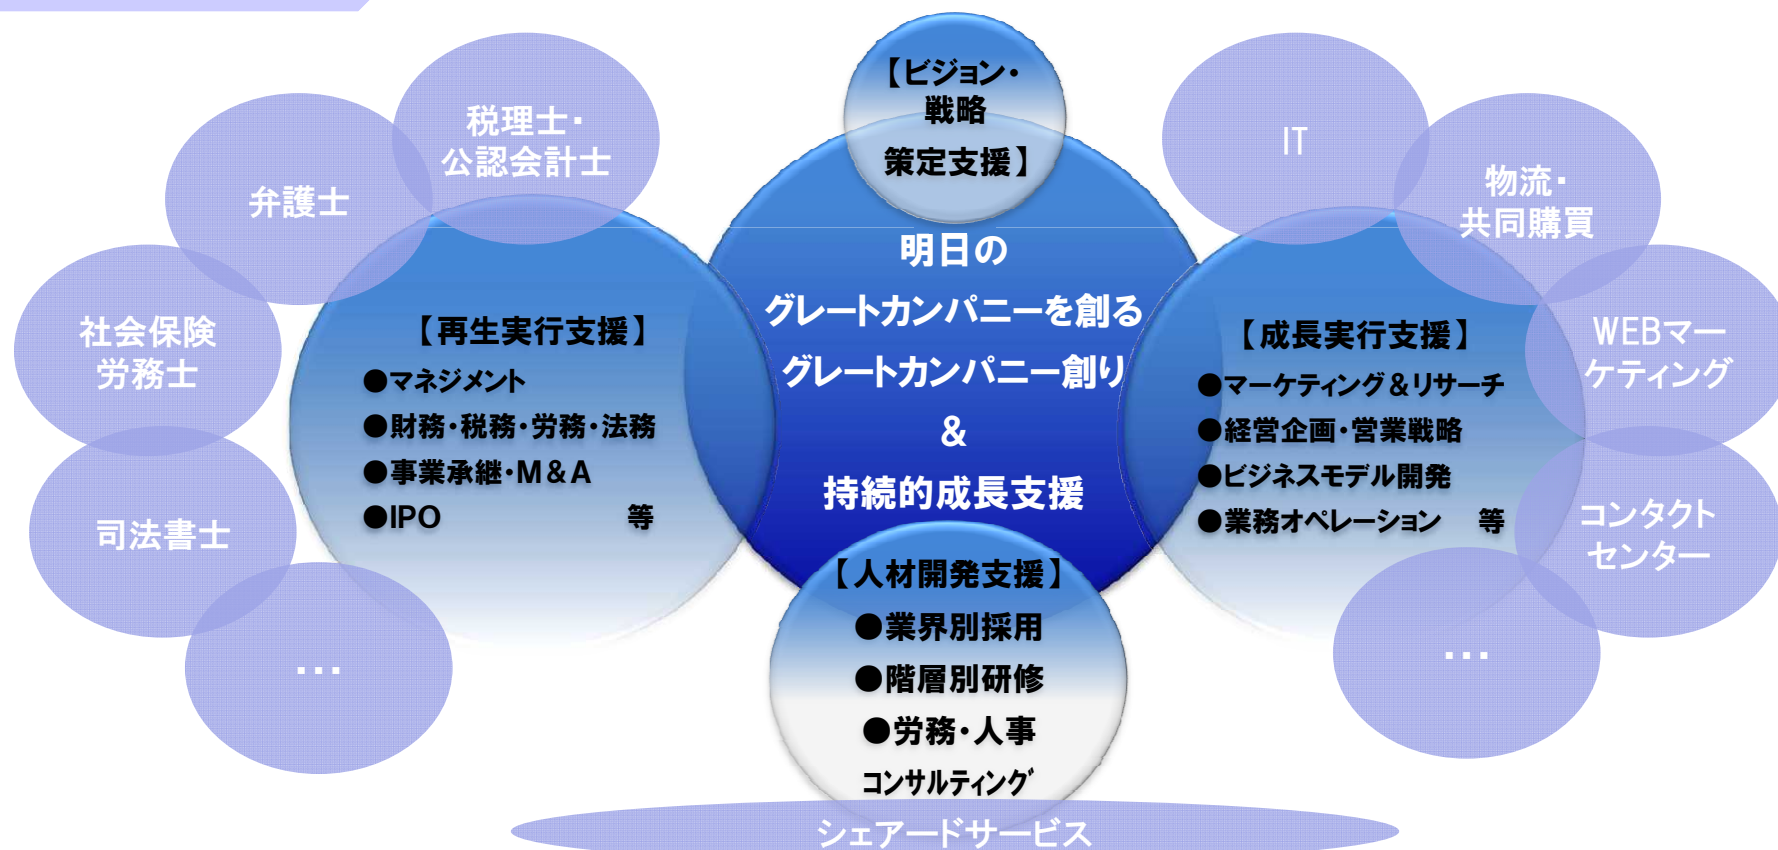 【ビジョン・
戦略
策定支援】
明日の
グレートカンパニーを創る
グレートカンパニー創り
&
持続的成長支援
税理士・
公認会計士
弁護士
社会保険
労務士
司法書士
…
【再生実行支援】
●マネジメント
●財務・税務・労務・法務
●事業承継・M&A
●IPO 等
IT
物流・
共同購買
WEBマー
ケティング
コンタクト
センター
…
【成長実行支援】
●マーケティング&リサーチ
●経営企画・営業戦略
●ビジネスモデル開発
●業務オペレーション 等
【人材開発支援】
●業界別採用
●階層別研修
●労務・人事
コンサルティング
シェアードサービス